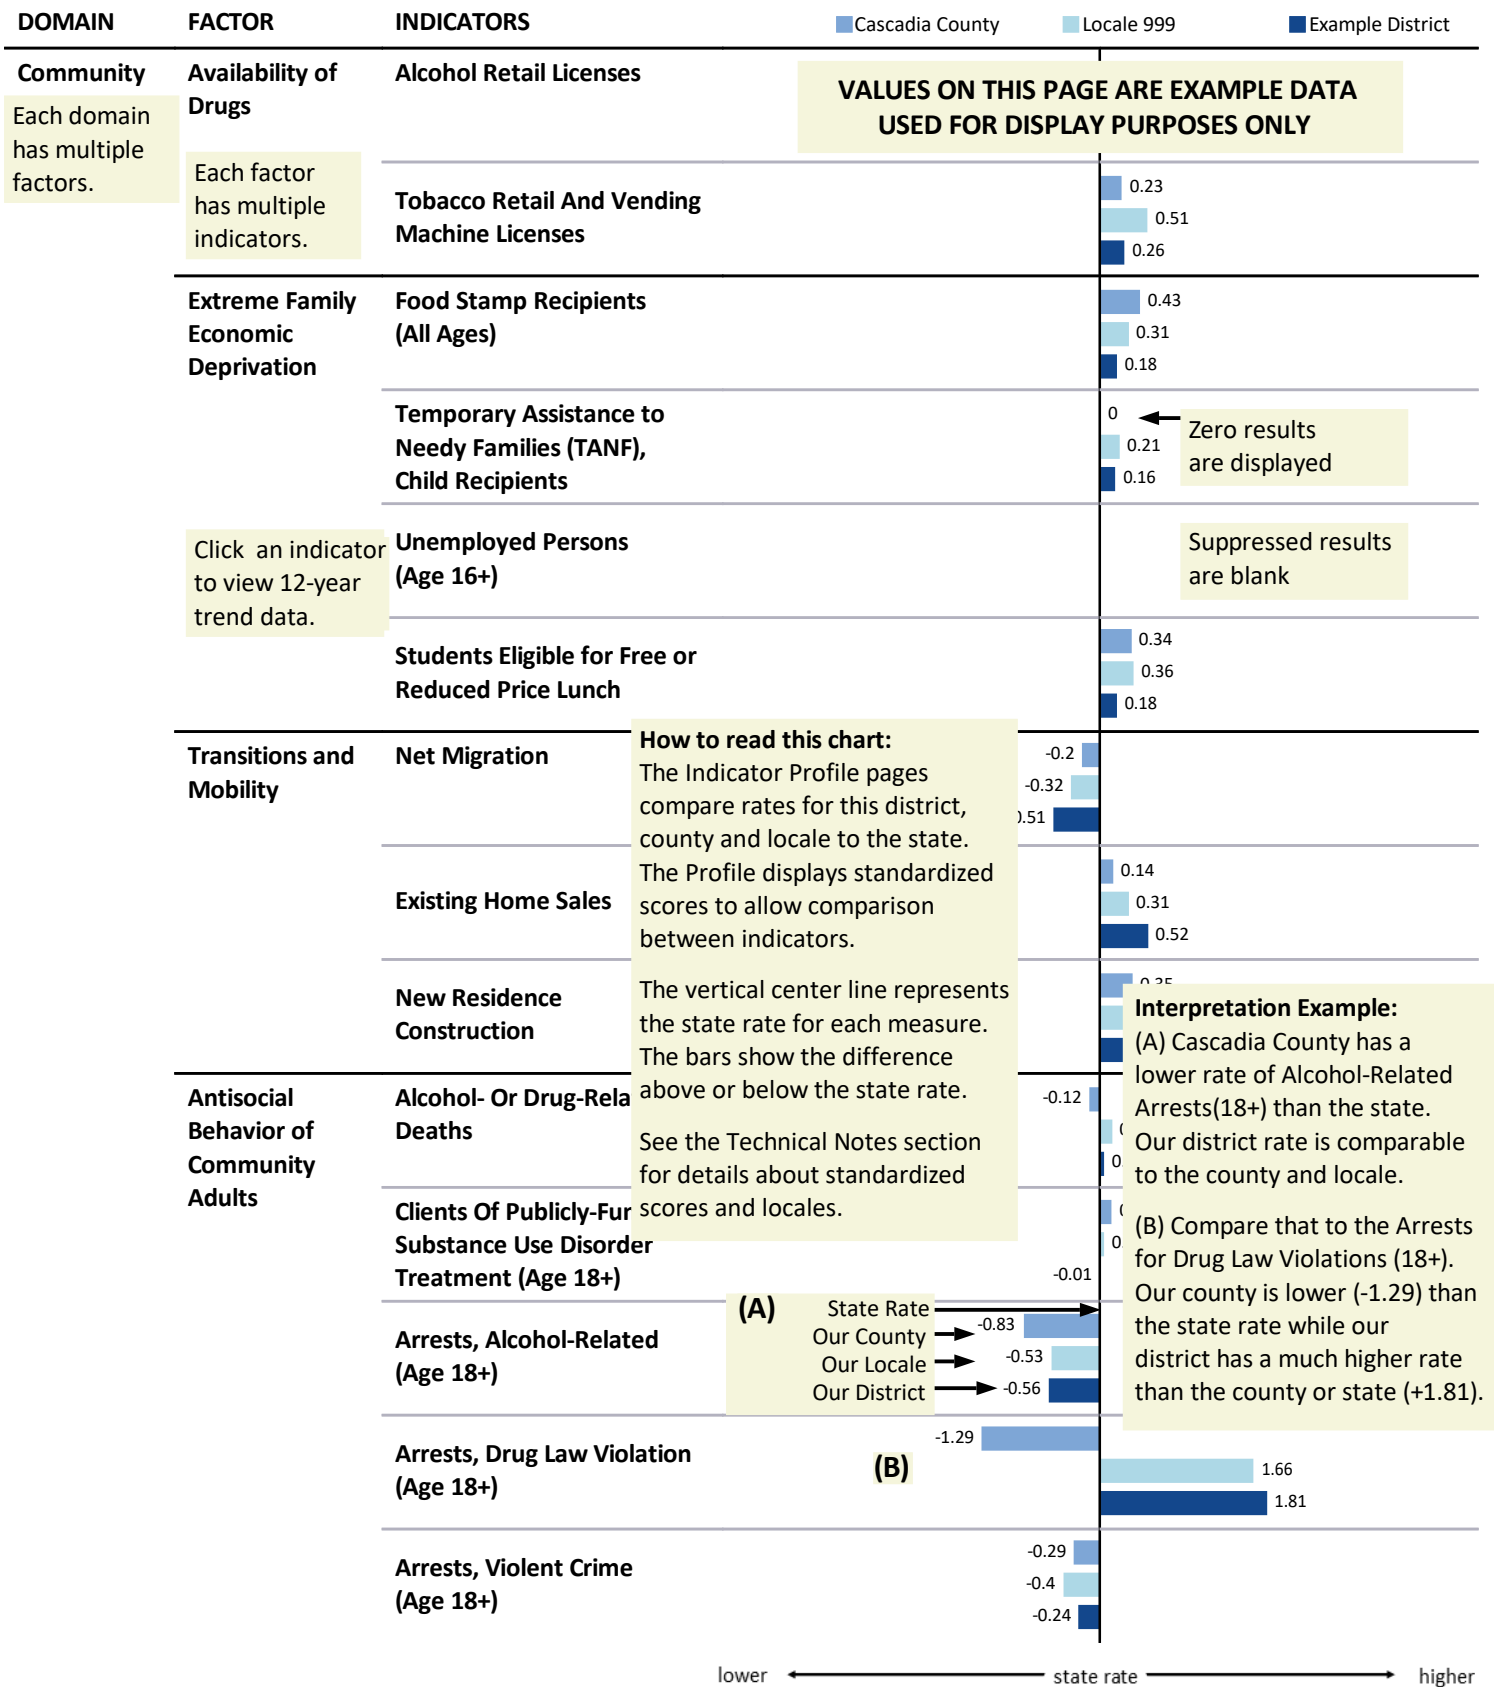 DOMAIN FACTOR INDICATORS Cascadia County Locale 999 Example District
Community
Each domain
has multiple
factors.
Availability of
Drugs
Each factor
has multiple
indicators.
Alcohol Retail Licenses
VALUES ON THIS PAGE ARE EXAMPLE DATA
USED FOR DISPLAY PURPOSES ONLY
Tobacco Retail And Vending
Machine Licenses
0.23
0.51
0.26
Extreme Family
Economic
Deprivation
Food Stamp Recipients
(All Ages)
0.43
0.31
0.18
Temporary Assistance to
Needy Families (TANF),
Child Recipients
0
0.21
0.16
Zero results
are displayed
Click an indicator
to view 12-year
trend data.
Unemployed Persons
(Age 16+)
Suppressed results
are blank
Students Eligible for Free or
Reduced Price Lunch
0.34
0.36
0.18
Transitions and
Mobility
Net Migration
-0.2
-0.32
.51
How to read this chart:
The Indicator Profile pages
compare rates for this district,
county and locale to the state.
The Profile displays standardized
scores to allow comparison
between indicators.
The vertical center line represents
the state rate for each measure.
The bars show the difference
above or below the state rate.
See the Technical Notes section
for details about standardized
scores and locales.
Existing Home Sales
0.14
0.31
0.52
New Residence
Construction
Interpretation Example:
(A) Cascadia County has a
lower rate of Alcohol-Related
Arrests(18+) than the state.
Our district rate is comparable
to the county and locale.
(B) Compare that to the Arrests
for Drug Law Violations (18+).
Our county is lower (-1.29) than
the state rate while our
district has a much higher rate
than the county or state (+1.81).
Antisocial
Behavior of
Community
Adults
Alcohol- Or Drug-Rela
Deaths
-0.12
Clients Of Publicly-Fur
Substance Use Disorder
Treatment (Age 18+)
-0.01
Arrests, Alcohol-Related
(Age 18+)
(A) State Rate
Our County -0.83
Our Locale -0.53
Our District -0.56
Arrests, Drug Law Violation
(Age 18+)
(B)
-1.29
1.66
1.81
Arrests, Violent Crime
(Age 18+)
-0.29
-0.4
-0.24
lower state rate higher